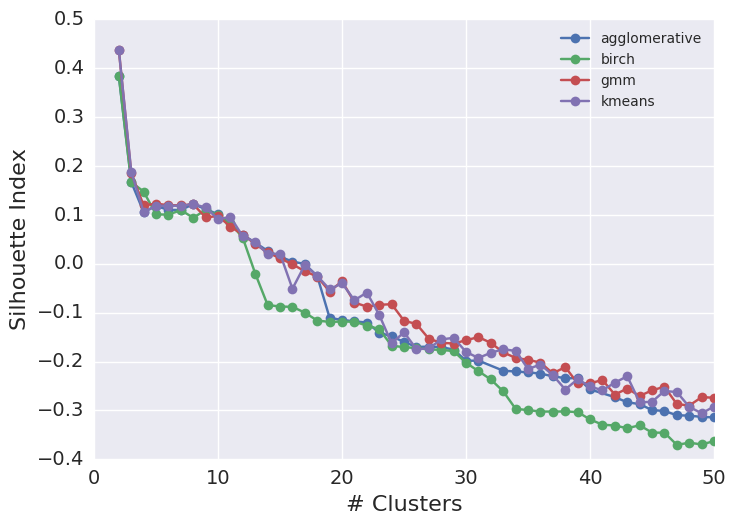 Silhouette Index
0.5
0.4
0.3
0.2
0.1
0.0
−0.1
−0.2
−0.3
−0.4
agglomerative
birch
gmm
kmeans
0 10 20 30 40 50
# Clusters